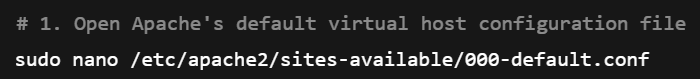 # 1. Open Apache's default virtual host configuration file
sudo nano /etc/apache2/sites-available/000-default.conf